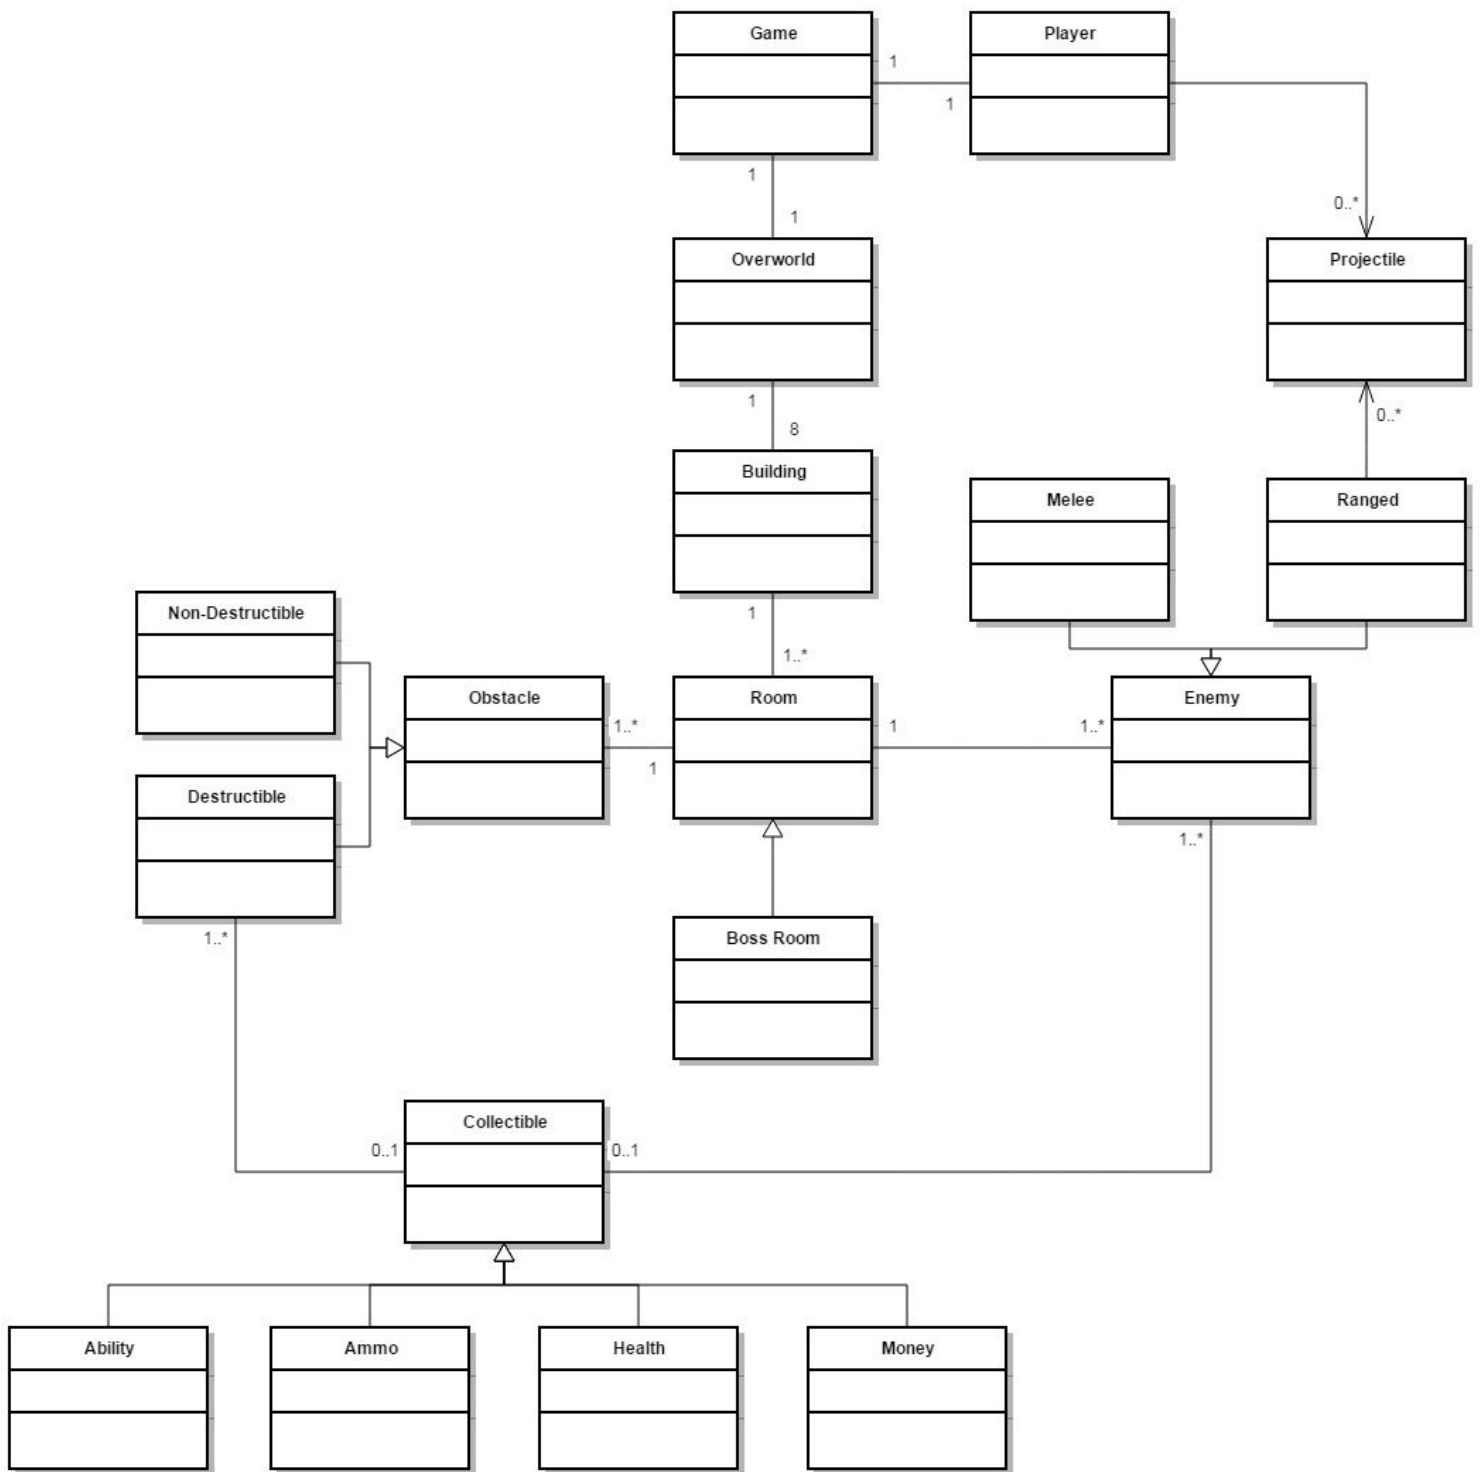 Game
Player
1
1
1
0..*
1
Overworld
Projectile
1
0..*
8
Building
Melee
Ranged
Non-Destructible
1
1..*
Obstacle
Room
Enemy
1..*
1
1..*
1
Destructible
1..*
1..*
Boss Room
Collectible
0..1
0..1
Ability
Ammo
Health
Money